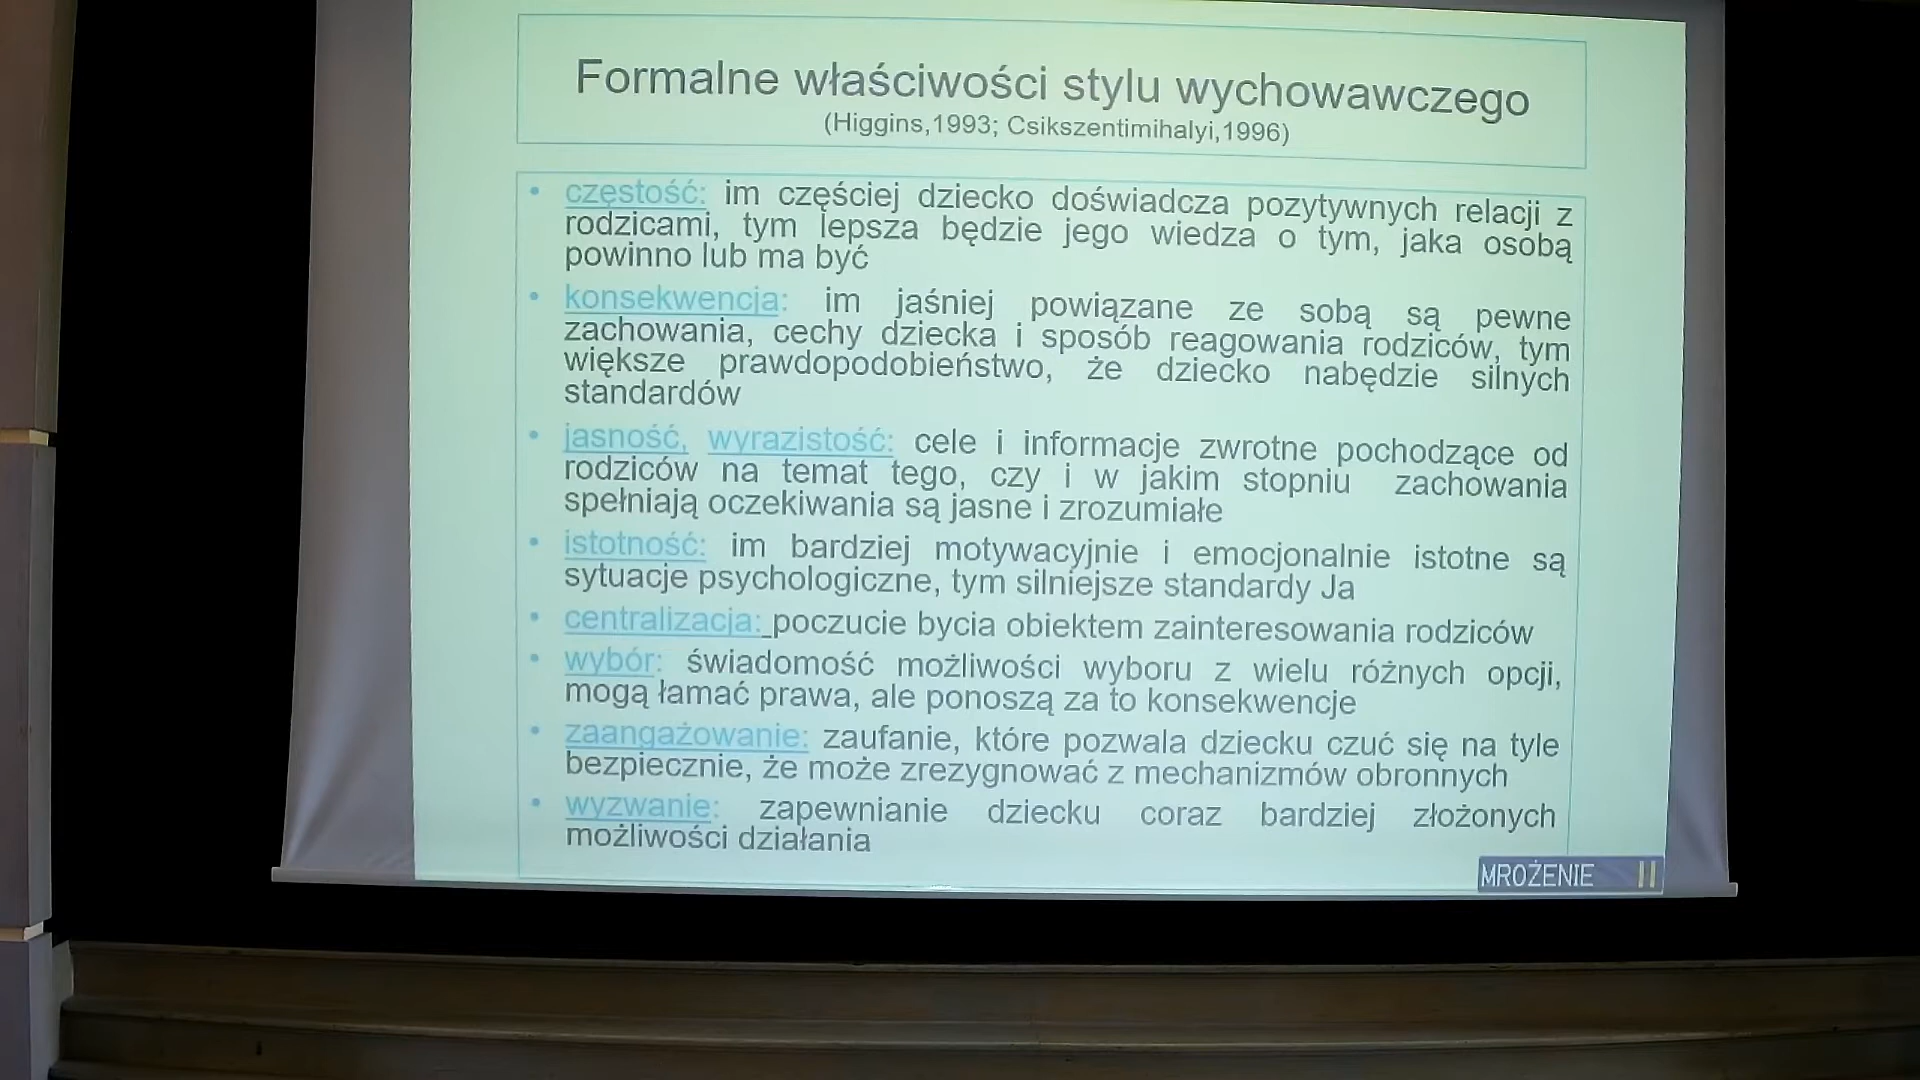 Formalne właściwości stylu wychowawczego
(Higgins,1993; Csikszentimihalyi,1996)
• częstość: im częściej dziecko doświadcza pozytywnych relacji z
rodzicami, tym lepsza będzie jego wiedza o tym, jaka osobą
powinno lub ma być
• konsekwencja: im jaśniej powiązane ze sobą są pewne
zachowania, cechy dziecka i sposób reagowania rodziców, tym
większe prawdopodobieństwo, że dziecko nabędzie silnych
standardów
• jasność, wyrazistość: cele i informacje zwrotne pochodzące od
rodziców na temat tego, czy i w jakim stopniu zachowania
spełniają oczekiwania są jasne i zrozumiałe
• istotność: im bardziej motywacyjnie i emocjonalnie istotne są
sytuacje psychologiczne, tym silniejsze standardy Ja
• centralizacja: poczucie bycia obiektem zainteresowania rodziców
• wybór: świadomość możliwości wyboru z wielu różnych opcji,
mogą łamać prawa, ale ponoszą za to konsekwencje
• zaangażowanie: zaufanie, które pozwala dziecku czuć się na tyle
bezpiecznie, że może zrezygnować z mechanizmów obronnych
• wyzwanie: zapewnianie dziecku coraz bardziej złożonych
możliwości działania
MROŻENIE